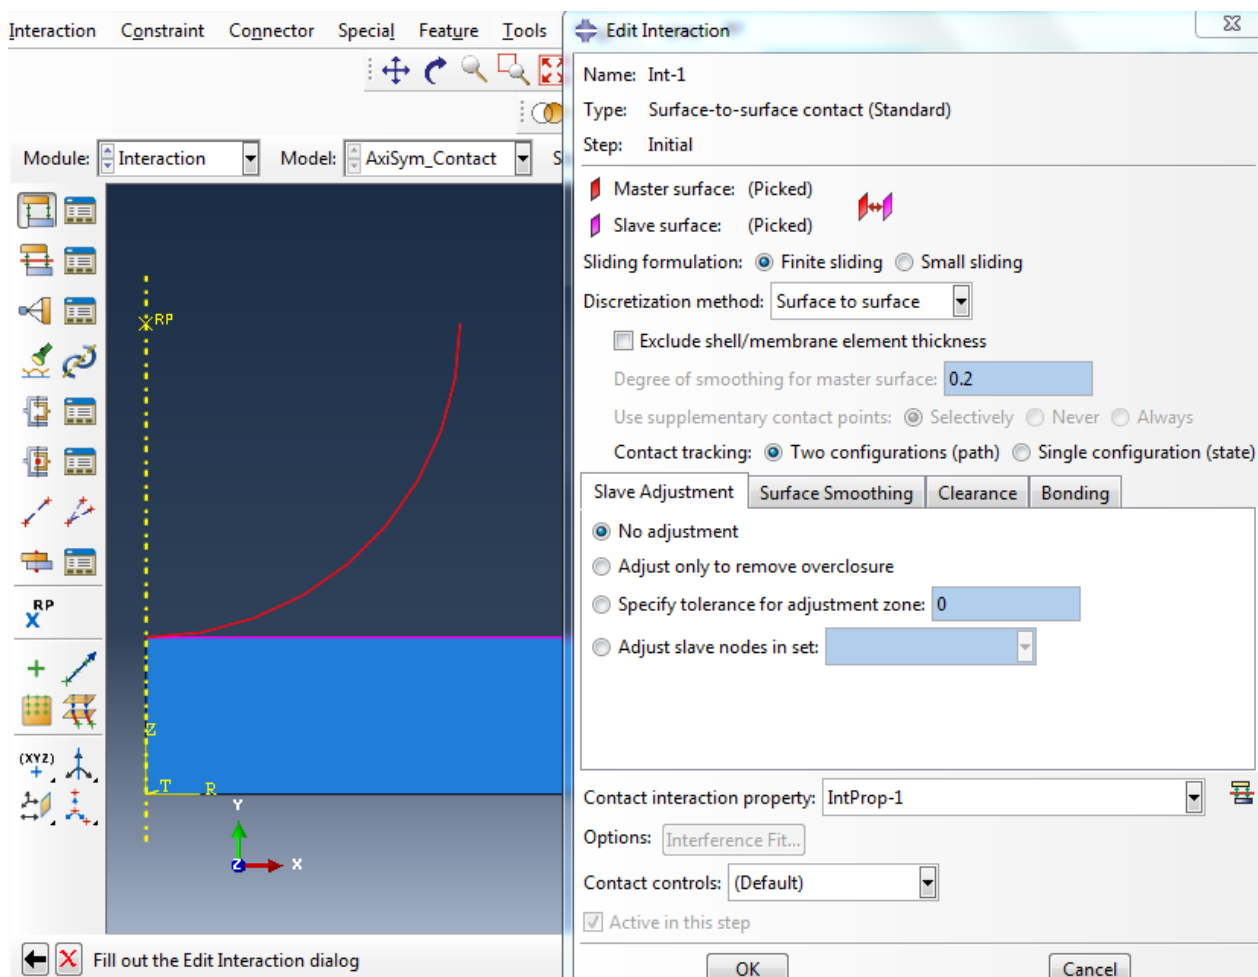 Interaction Constraint Connector Special Feature Tools
Module: Interaction Model: AxiSym_Contact S
RP
Z
T R
Y
Z X
RP
(XYZ)
Fill out the Edit Interaction dialog
Edit Interaction
Name: Int-1
Type: Surface-to-surface contact (Standard)
Step: Initial
Master surface: (Picked)
Slave surface: (Picked)
Sliding formulation: Finite sliding Small sliding
Discretization method: Surface to surface
Exclude shell/membrane element thickness
Degree of smoothing for master surface: 0.2
Use supplementary contact points: Selectively Never Always
Contact tracking: Two configurations (path) Single configuration (state)
Slave Adjustment Surface Smoothing Clearance Bonding
No adjustment
Adjust only to remove overclosure
Specify tolerance for adjustment zone: 0
Adjust slave nodes in set:
Contact interaction property: IntProp-1
Options: Interference Fit...
Contact controls: (Default)
Active in this step
OK Cancel